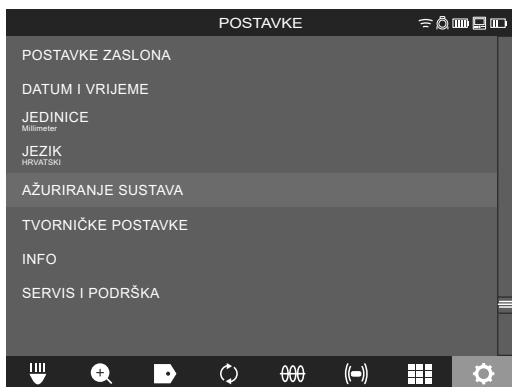 POSTAVKE
POSTAVKE ZASLONA
DATUM I VRIJEME
JEDINICE
Millimeter
JEZIK
HRVATSKI
AŽURIRANJE SUSTAVA
TVORNIČKE POSTAVKE
INFO
SERVIS I PODRŠKA